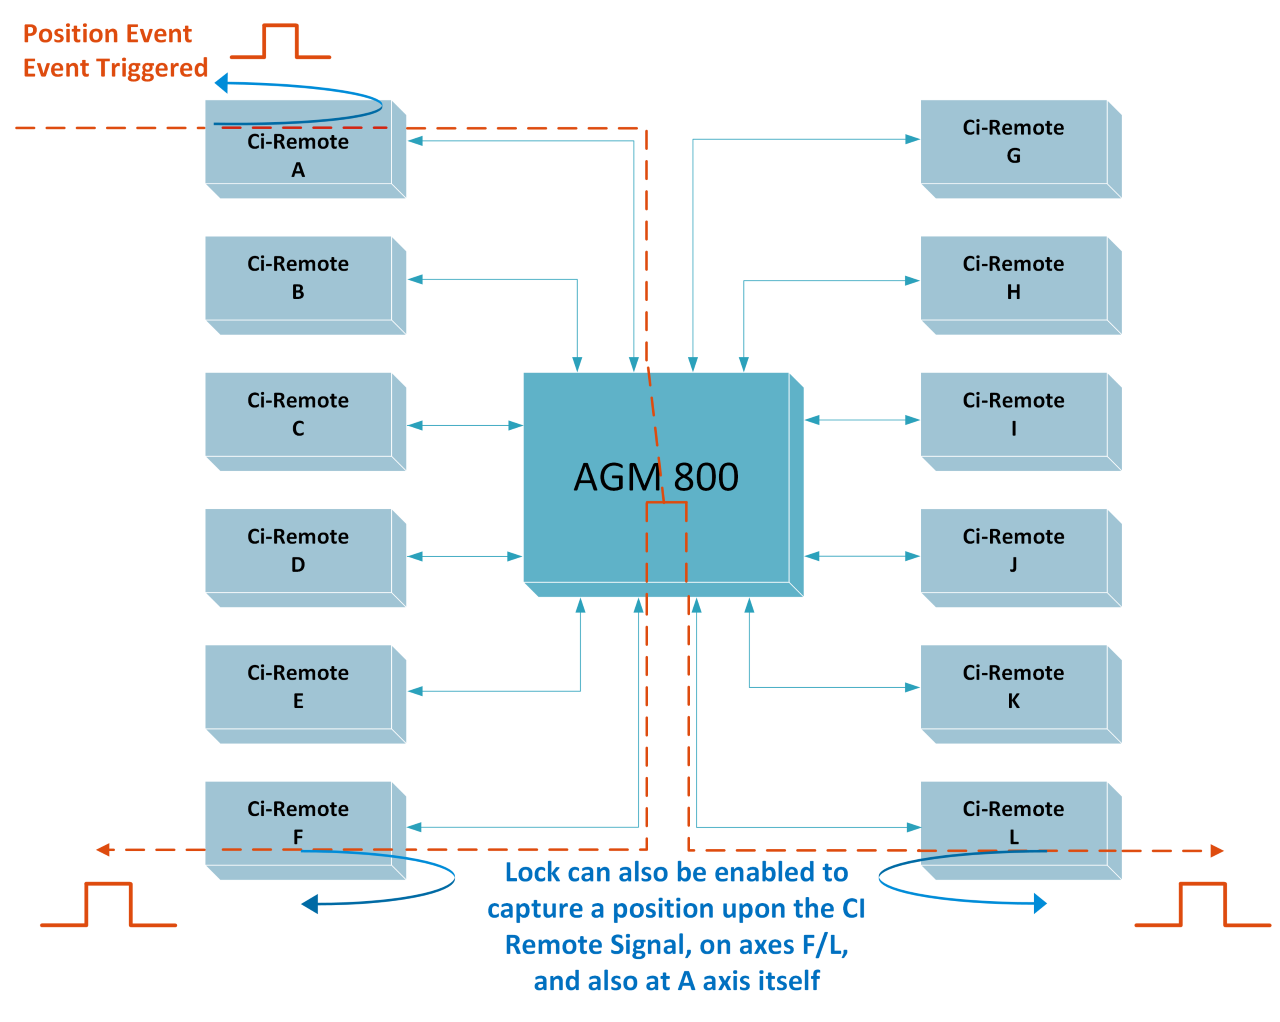 Position Event
Event Triggered
Ci-Remote
A
Ci-Remote
B
Ci-Remote
C
Ci-Remote
D
Ci-Remote
E
Ci-Remote
F
AGM 800
Ci-Remote
G
Ci-Remote
H
Ci-Remote
I
Ci-Remote
J
Ci-Remote
K
Ci-Remote
L
Lock can also be enabled to
capture a position upon the CI
Remote Signal, on axes F/L,
and also at A axis itself